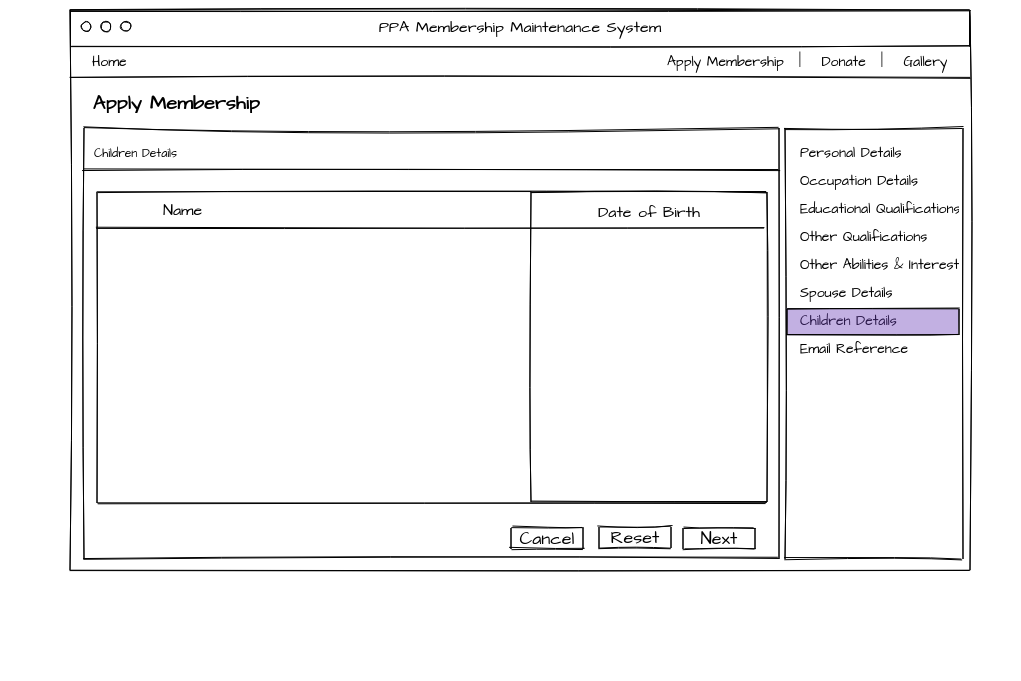 PPA Membership Maintenance System
Home Apply Membership Donate Gallery
Apply Membership
Children Details
Name Date of Birth
Cancel Reset Next
Personal Details
Occupation Details
Educational Qualifications
Other Qualifications
Other Abilities & Interest
Spouse Details
Children Details
Email Reference